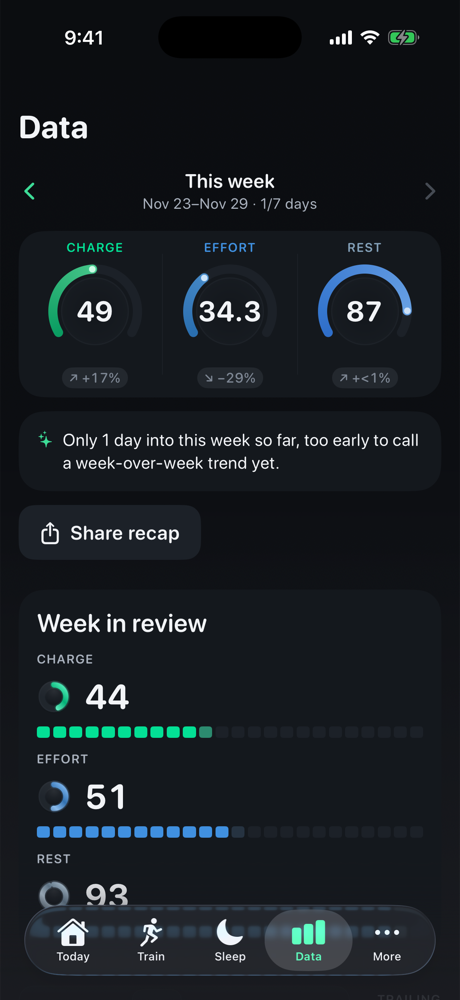 9:41
Data
This week
Nov 23–Nov 29 · 1/7 days
CHARGE
EFFORT
REST
49
34.3
87
+17%
−29%
+<1%
Only 1 day into this week so far, too early to call
a week-over-week trend yet.
Share recap
Week in review
CHARGE
44
EFFORT
51
REST
93
Today
Train
Sleep
Data
More
TRAILING